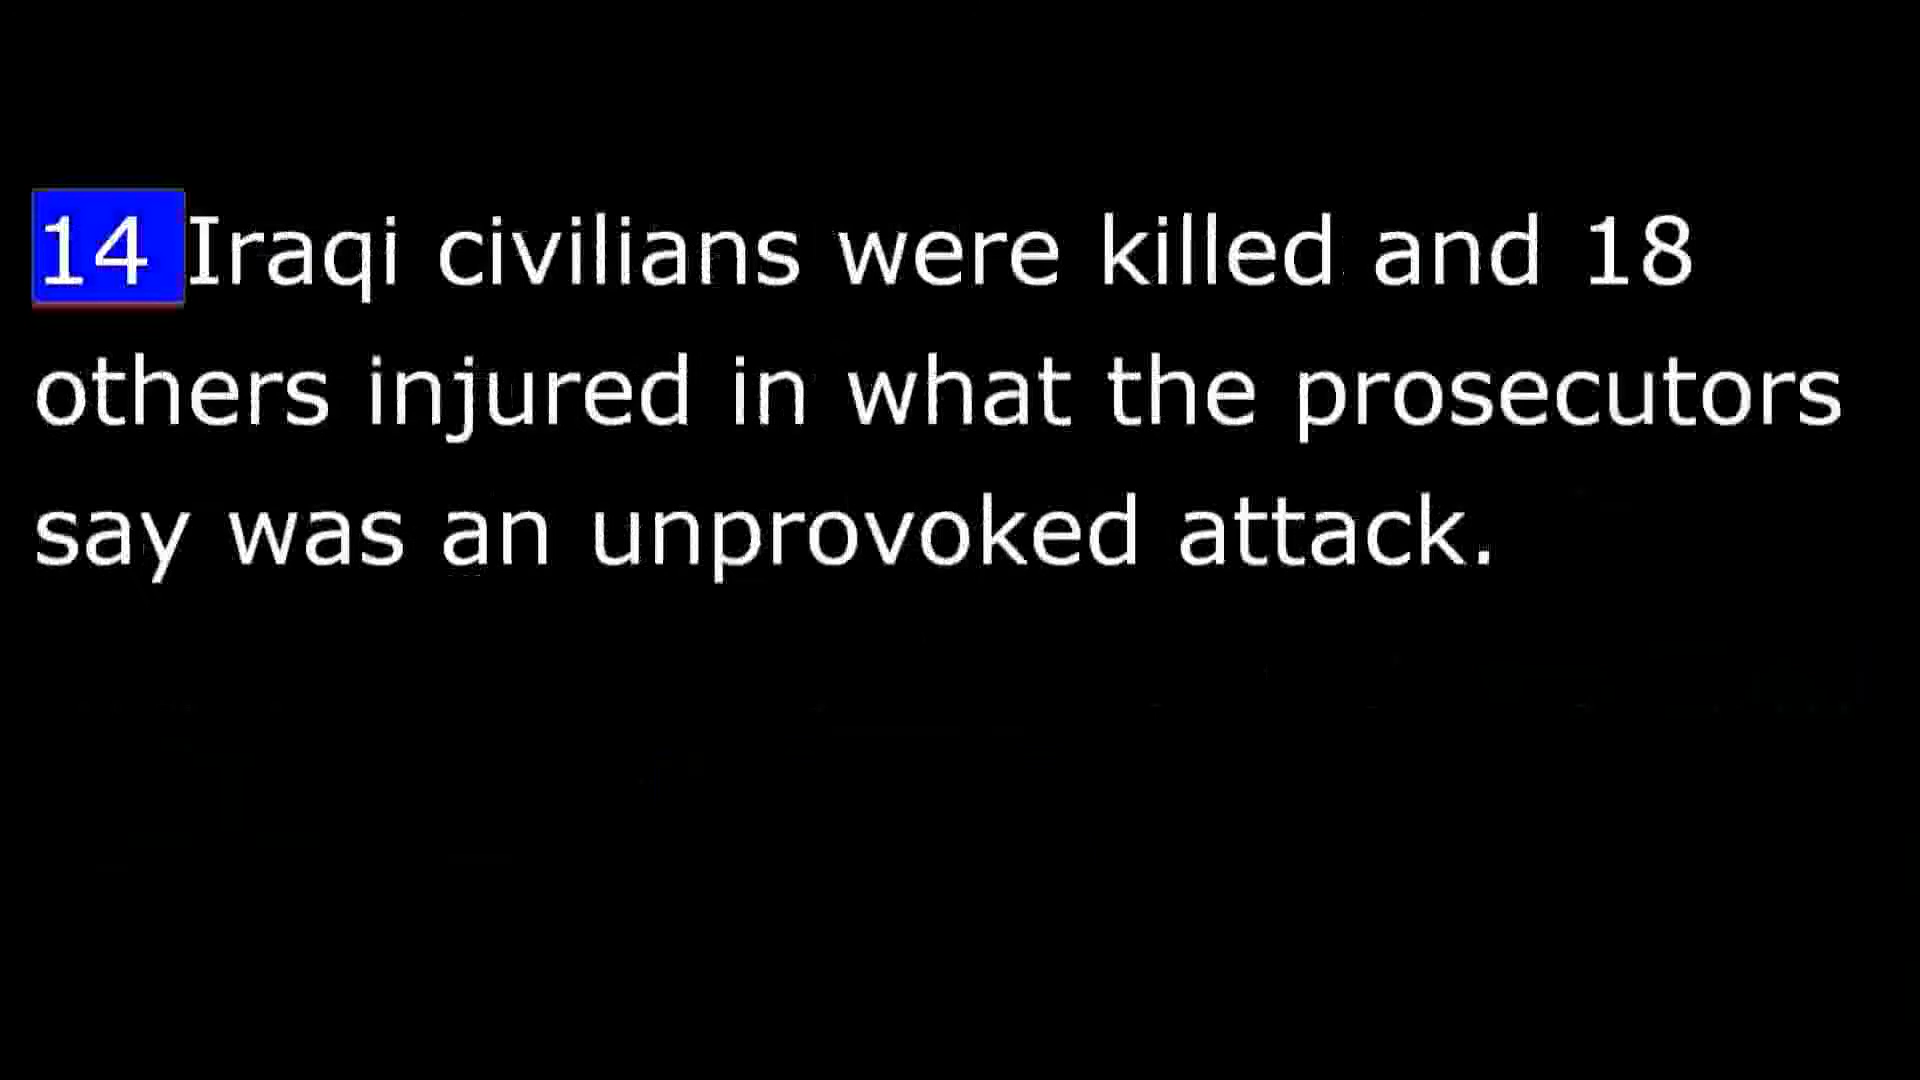 14 Iraqi civilians were killed and 18
others injured in what the prosecutors
say was an unprovoked attack.